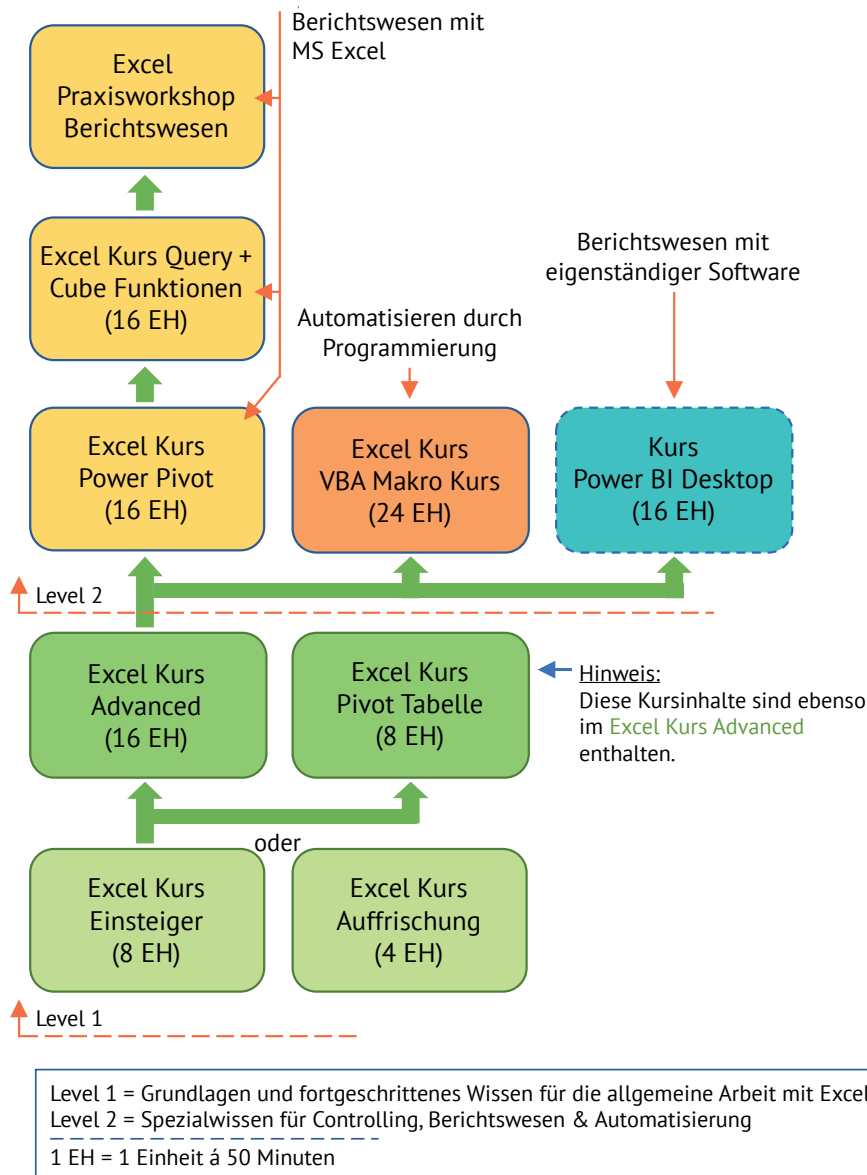 Berichtswesen mit
MS Excel
Excel
Praxisworkshop
Berichtswesen
Excel Kurs Query +
Cube Funktionen
(16 EH)
Berichtswesen mit
eigenständiger Software
Automatisieren durch
Programmierung
Excel Kurs
Power Pivot
(16 EH)
Excel Kurs
VBA Makro Kurs
(24 EH)
Kurs
Power BI Desktop
(16 EH)
Level 2
Excel Kurs
Advanced
(16 EH)
Excel Kurs
Pivot Tabelle
(8 EH)
Hinweis:
Diese Kursinhalte sind ebenso
im Excel Kurs Advanced
enthalten.
oder
Excel Kurs
Einsteiger
(8 EH)
Excel Kurs
Auffrischung
(4 EH)
Level 1
Level 1 = Grundlagen und fortgeschrittenes Wissen für die allgemeine Arbeit mit Excel
Level 2 = Spezialwissen für Controlling, Berichtswesen & Automatisierung
1 EH = 1 Einheit á 50 Minuten